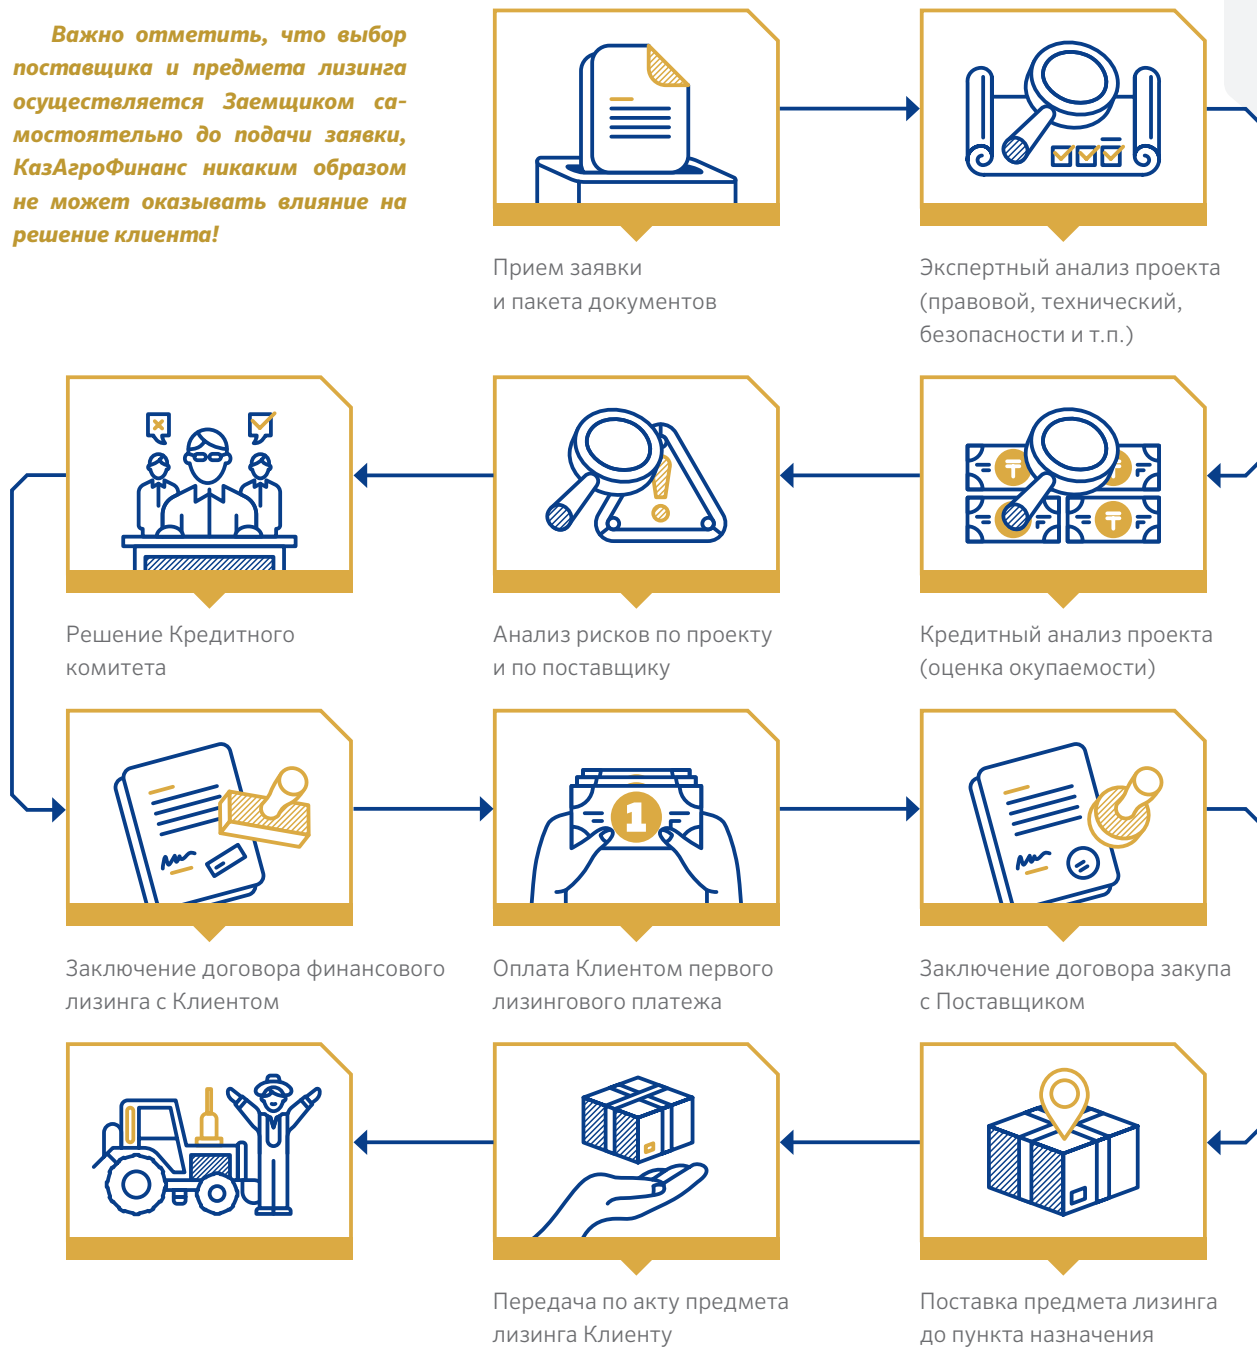 Важно отметить, что выбор
поставщика и предмета лизинга
осуществляется Заемщиком са-
мостоятельно до подачи заявки,
КазАгроФинанс никаким образом
не может оказывать влияние на
решение клиента!
Прием заявки
и пакета документов
Экспертный анализ проекта
(правовой, технический,
безопасности и т.п.)
Решение Кредитного
комитета
Анализ рисков по проекту
и по поставщику
Кредитный анализ проекта
(оценка окупаемости)
1
Заключение договора финансового
лизинга с Клиентом
Оплата Клиентом первого
лизингового платежа
Заключение договора закупа
с Поставщиком
Передача по акту предмета
лизинга Клиенту
Поставка предмета лизинга
до пункта назначения